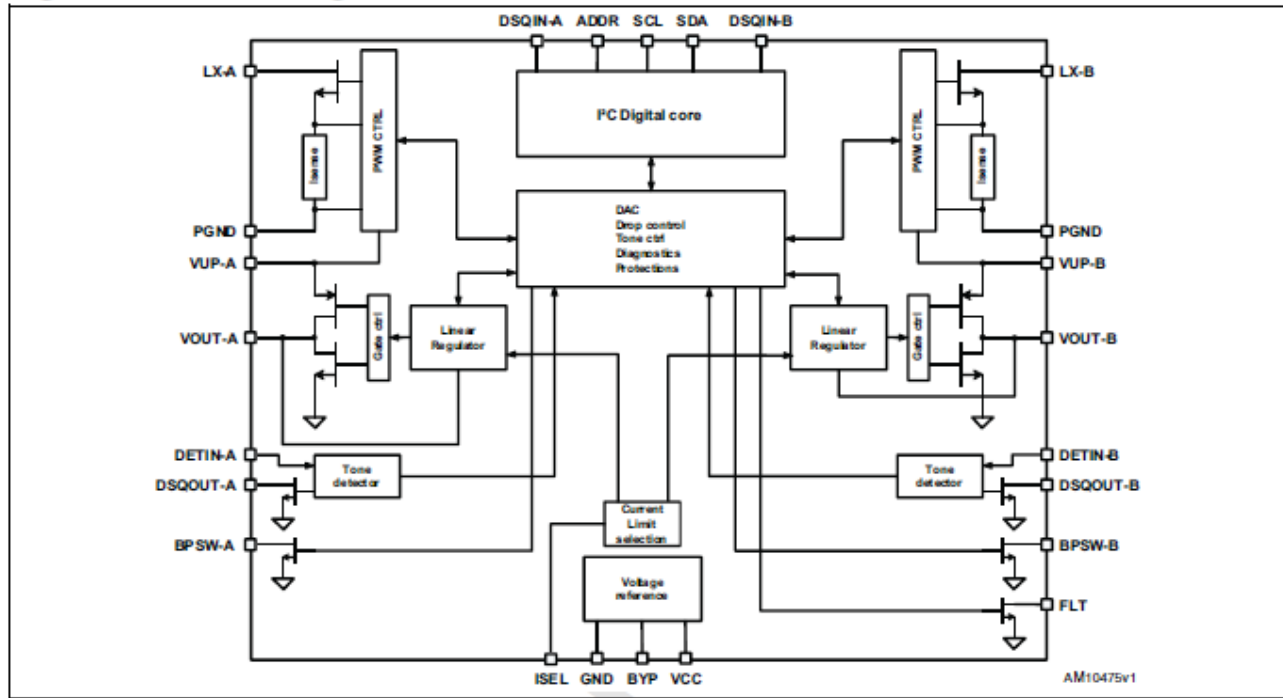 DSQIN-A ADDR SCL SDA DSQIN-B
LX-A
LX-B
I²C Digital core
PWM CTRL
PWM CTRL
Isense
Isense
DAC
Drop control
Tone ctrl
Diagnostics
Protections
PGND
PGND
VUP-A
VUP-B
VOUT-A
Gate ctrl
Linear
Regulator
Linear
Regulator
Gate ctrl
VOUT-B
DETIN-A
Tone
detector
DETIN-B
Tone
detector
DSQOUT-A
DSQOUT-B
Current
Limit
selection
BPSW-A
BPSW-B
Voltage
reference
FLT
ISEL GND BYP VCC
AM10475v1